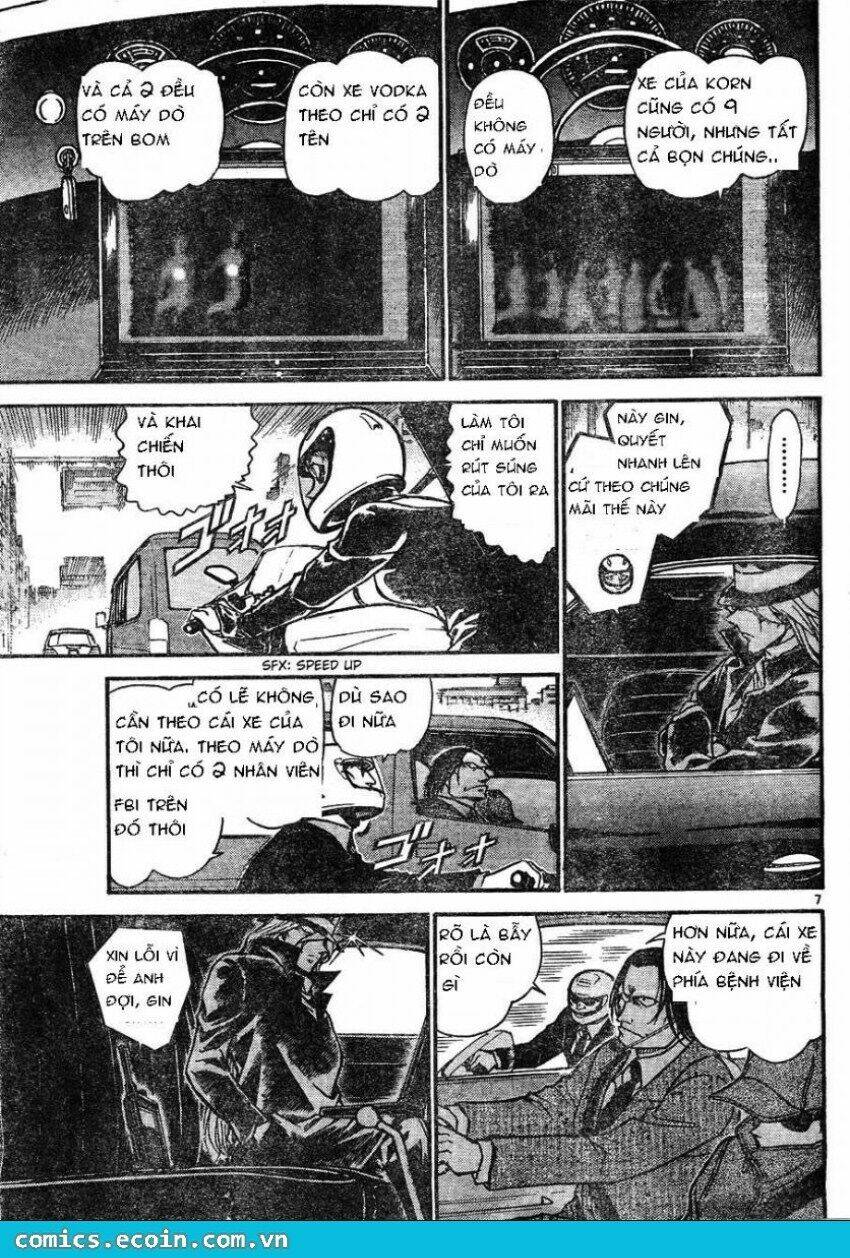 XE CỦA KORN
CŨNG CÓ 9
NGƯỜI, NHƯNG TẤT
CẢ BỌN CHÚNG..
ĐỀU
KHÔNG
CÓ MÁY
DÒ
CÒN XE VODKA
THEO CHỈ CÓ 2
TÊN
VÀ CẢ 2 ĐỀU
CÓ MÁY DÒ
TRÊN BOM
........
NÀY GIN,
QUYẾT
NHANH LÊN
CỨ THEO CHÚNG
MÃI THẾ NÀY
LÀM TÔI
CHỈ MUỐN
RÚT SÚNG
CỦA TÔI RA
VÀ KHAI
CHIẾN
THÔI
ゴォォ
SFX: SPEED UP
DÙ SAO
ĐI NỮA
CÓ LẼ KHÔNG
CẦN THEO CÁI XE CỦA
TÔI NỮA. THEO MÁY DÒ
THÌ CHỈ CÓ 2 NHÂN VIÊN
FBI TRÊN
ĐÓ THÔI
ゴォォ
7
HƠN NỮA, CÁI XE
NÀY ĐANG ĐI VỀ
PHÍA BỆNH VIỆN
RÕ LÀ BẪY
RỒI CÒN
GÌ
XIN LỖI VÌ
ĐỂ ANH
ĐỢI, GIN
comics.ecoin.com.vn